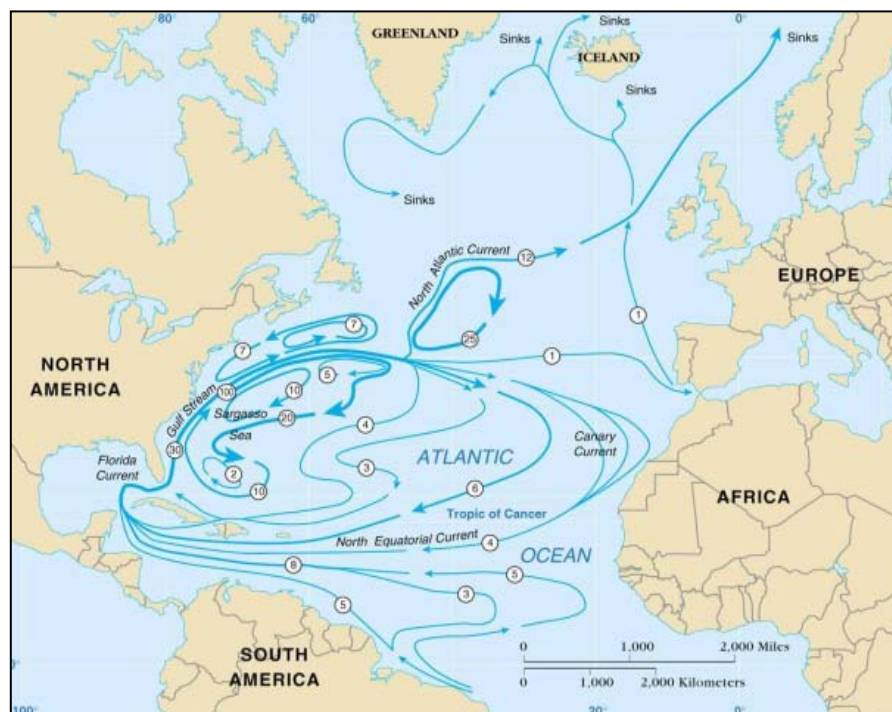 80°
60°
0°
GREENLAND
ICELAND
Sinks
Sinks
Sinks
Sinks
Sinks
North Atlantic Current
12
EUROPE
7
7
25
1
1
NORTH
AMERICA
5
100
10
Gulf Stream
Sargasso
Sea
20
4
30
Florida
Current
2
10
3
ATLANTIC
Canary
Current
6
AFRICA
Tropic of Cancer
North Equatorial Current
4
OCEAN
8
5
3
5
SOUTH
AMERICA
0 1,000 2,000 Miles
0 1,000 2,000 Kilometers
0°
100°
20°
0°